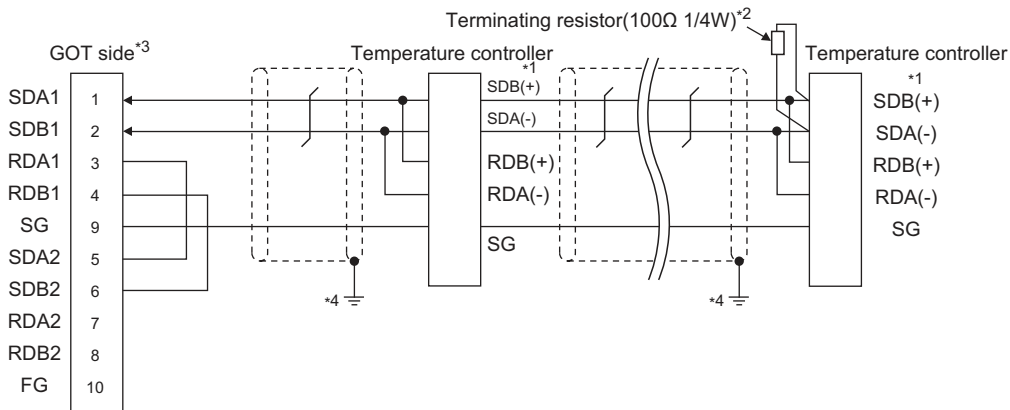 Terminating resistor(100Ω 1/4W)*2
GOT side*3
Temperature controller
*1
Temperature controller
*1
SDA1 1 SDB(+) SDB(+)
SDB1 2 SDA(-) SDA(-)
RDA1 3 RDB(+) RDB(+)
RDB1 4 RDA(-) RDA(-)
SG 9 SG SG
SDA2 5
SDB2 6 *4 *4
RDA2 7
RDB2 8
FG 10